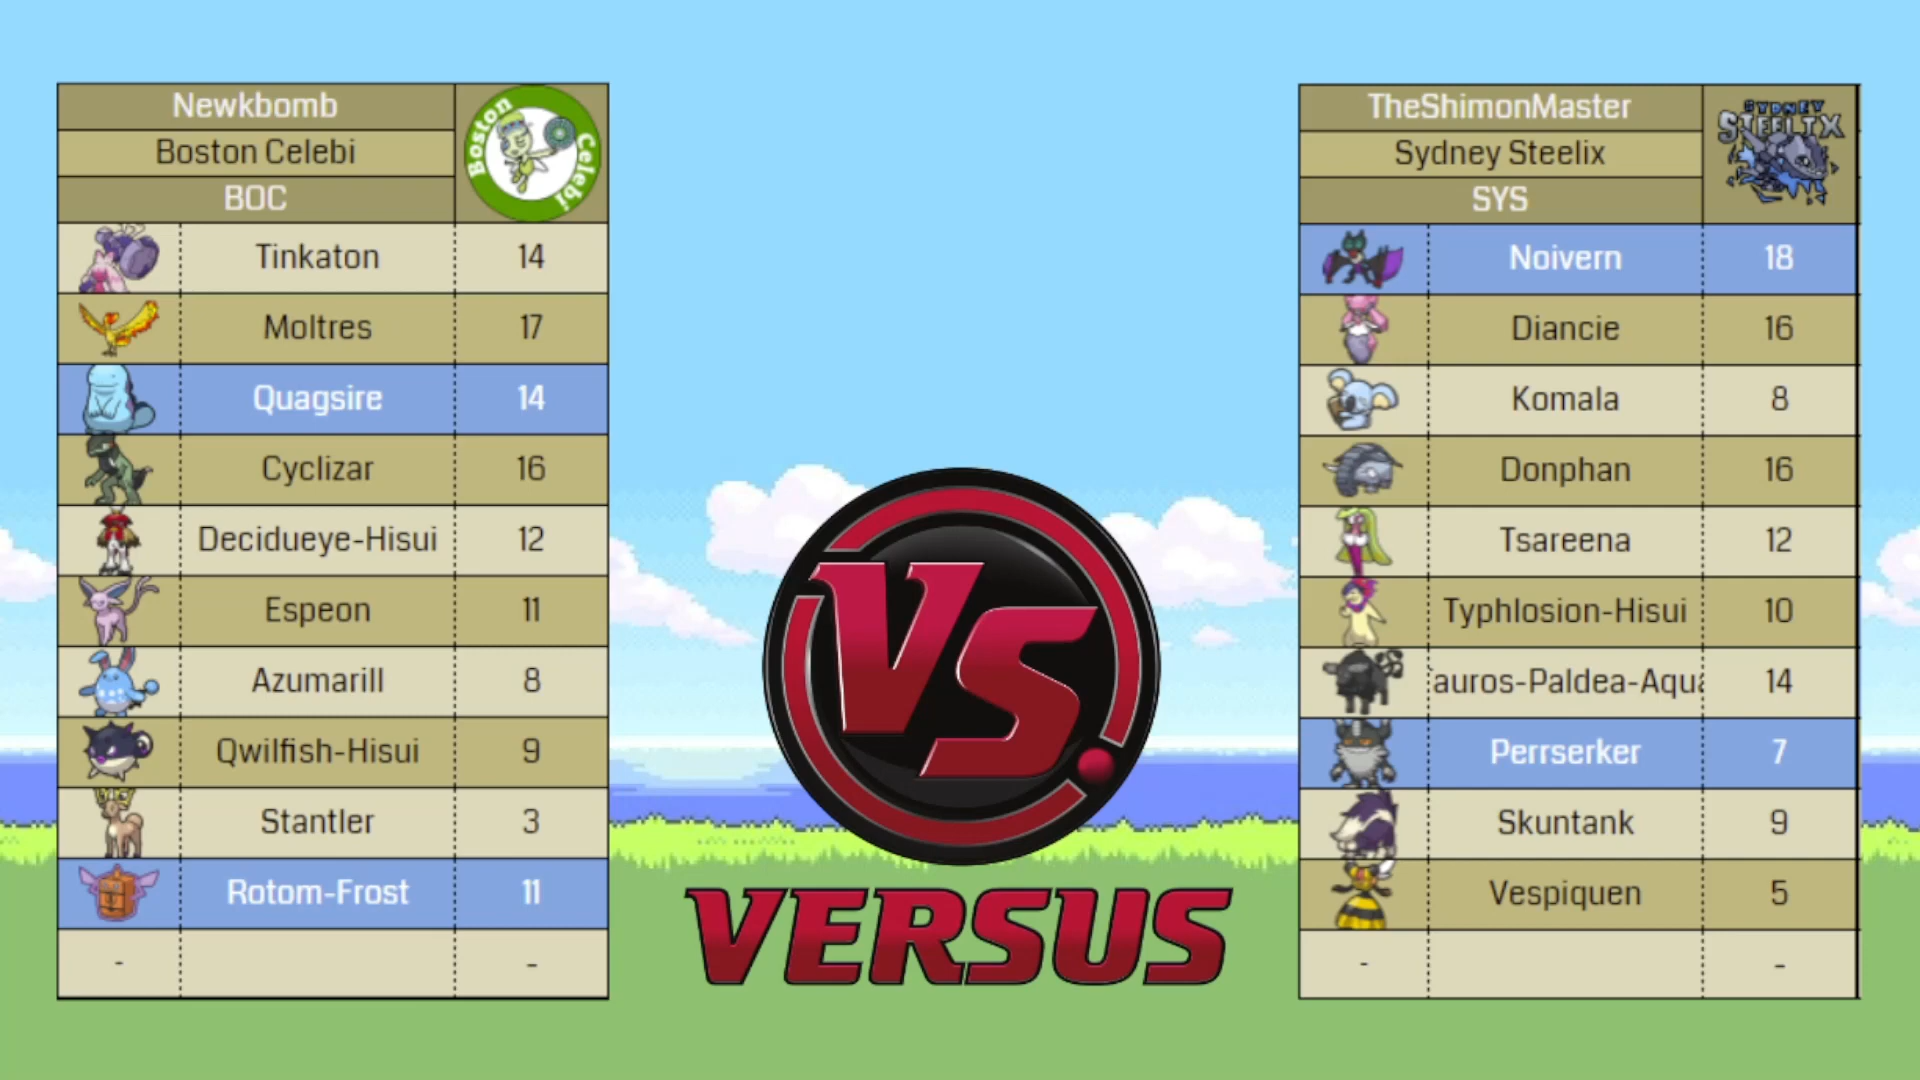 Newkbomb
Boston Celebi
BOC
Boston
Celebi
Tinkaton 14
Moltres 17
Quagsire 14
Cyclizar 16
Decidueye-Hisui 12
Espeon 11
Azumarill 8
Qwilfish-Hisui 9
Stantler 3
Rotom-Frost 11
- -
VS.
VERSUS
TheShimonMaster
Sydney Steelix
SYS
SYDNEY
STEELIX
Noivern 18
Diancie 16
Komala 8
Donphan 16
Tsareena 12
Typhlosion-Hisui 10
auros-Paldea-Aqua 14
Perrserker 7
Skuntank 9
Vespiquen 5
- -